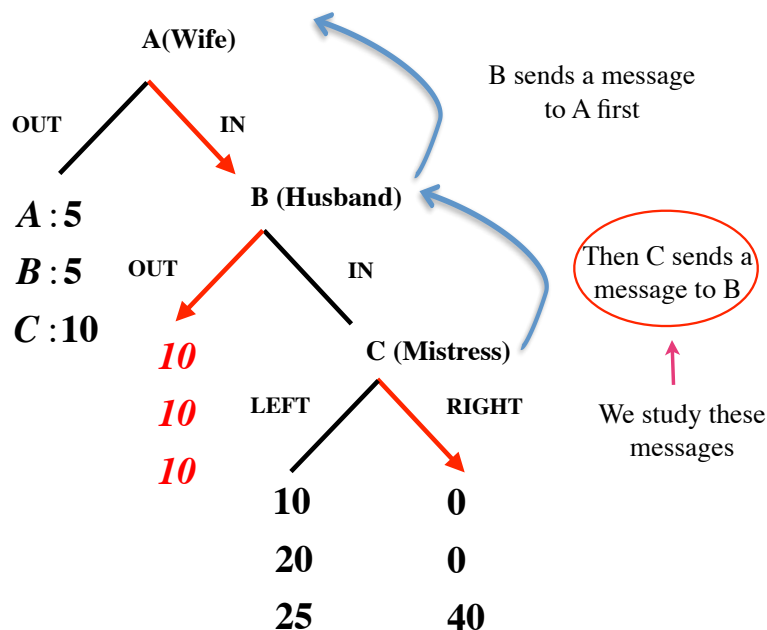 A(Wife)
B sends a message
to A first
OUT
IN
B (Husband)
A : 5
B : 5
C : 10
OUT
IN
Then C sends a
message to B
10
10
10
C (Mistress)
LEFT
RIGHT
We study these
messages
10
0
20
0
25
40